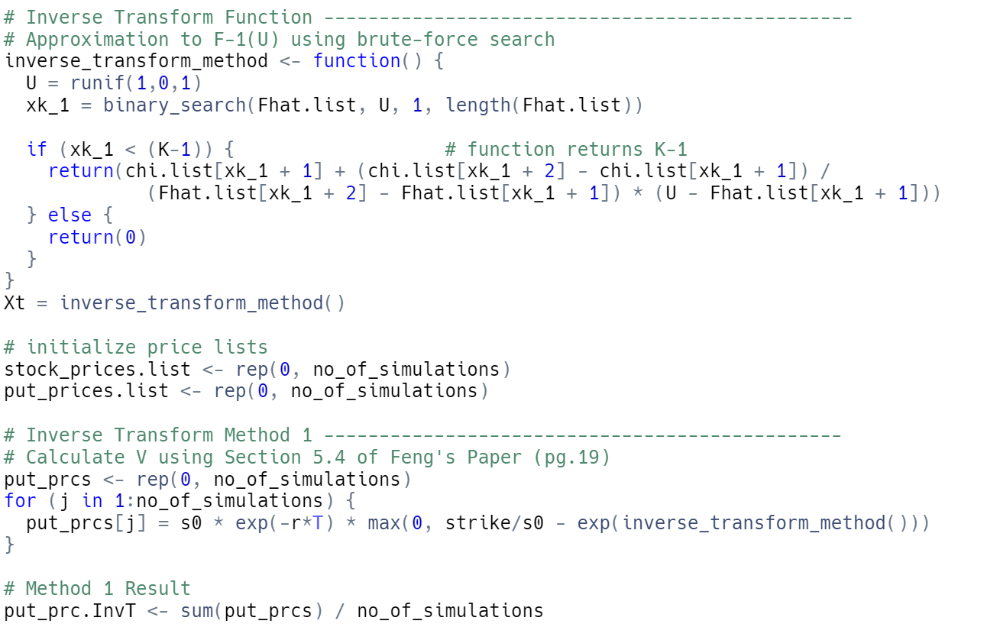 # Inverse Transform Function ------------------------------------------------
# Approximation to F-1(U) using brute-force search
inverse_transform_method <- function() {
  U = runif(1,0,1)
  xk_1 = binary_search(Fhat.list, U, 1, length(Fhat.list))

  if (xk_1 < (K-1)) {                   # function returns K-1
    return(chi.list[xk_1 + 1] + (chi.list[xk_1 + 2] - chi.list[xk_1 + 1]) /
             (Fhat.list[xk_1 + 2] - Fhat.list[xk_1 + 1]) * (U - Fhat.list[xk_1 + 1]))
  } else {
    return(0)
  }
}
Xt = inverse_transform_method()

# initialize price lists
stock_prices.list <- rep(0, no_of_simulations)
put_prices.list <- rep(0, no_of_simulations)

# Inverse Transform Method 1 -----------------------------------------------
# Calculate V using Section 5.4 of Feng's Paper (pg.19)
put_prcs <- rep(0, no_of_simulations)
for (j in 1:no_of_simulations) {
  put_prcs[j] = s0 * exp(-r*T) * max(0, strike/s0 - exp(inverse_transform_method()))
}

# Method 1 Result
put_prc.InvT <- sum(put_prcs) / no_of_simulations